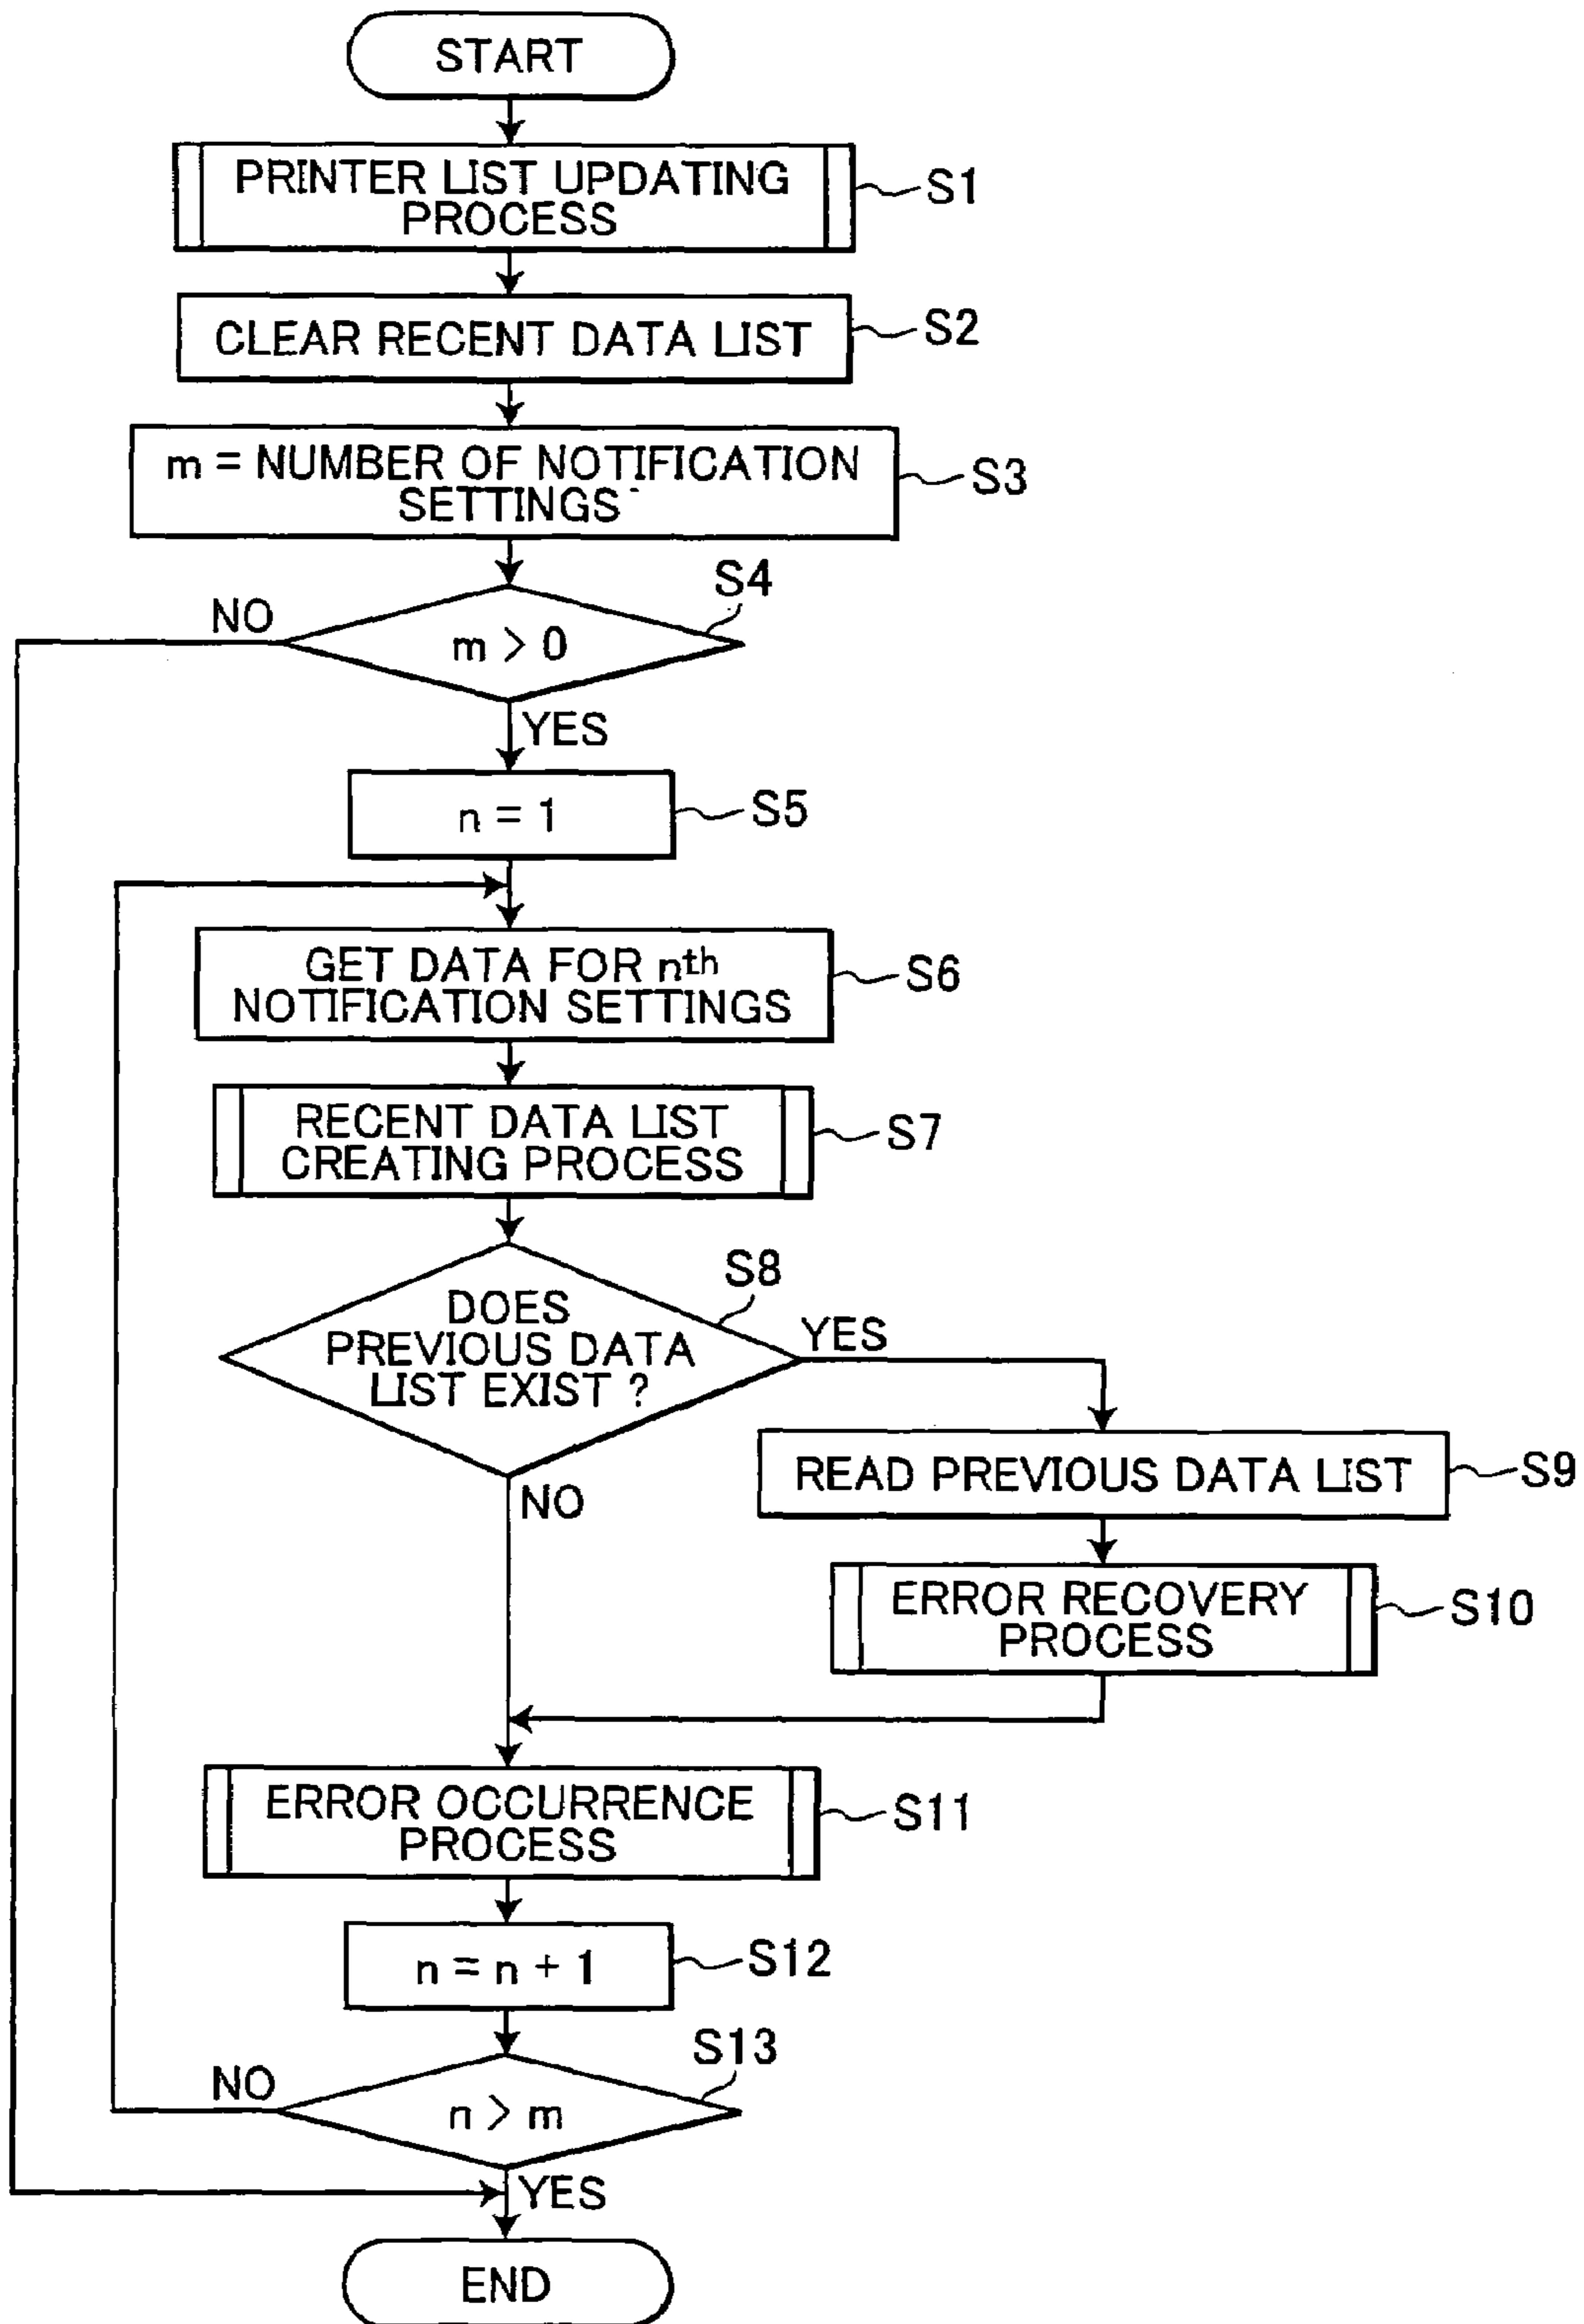 START
PRINTER LIST UPDATING
PROCESS
S1
CLEAR RECENT DATA LIST
S2
m = NUMBER OF NOTIFICATION
SETTINGS
S3
S4
NO
m > 0
YES
n = 1
S5
GET DATA FOR nth
NOTIFICATION SETTINGS
S6
RECENT DATA LIST
CREATING PROCESS
S7
S8
DOES
PREVIOUS DATA
LIST EXIST ?
YES
NO
READ PREVIOUS DATA LIST
S9
ERROR RECOVERY
PROCESS
S10
ERROR OCCURRENCE
PROCESS
S11
n = n + 1
S12
S13
NO
n > m
YES
END